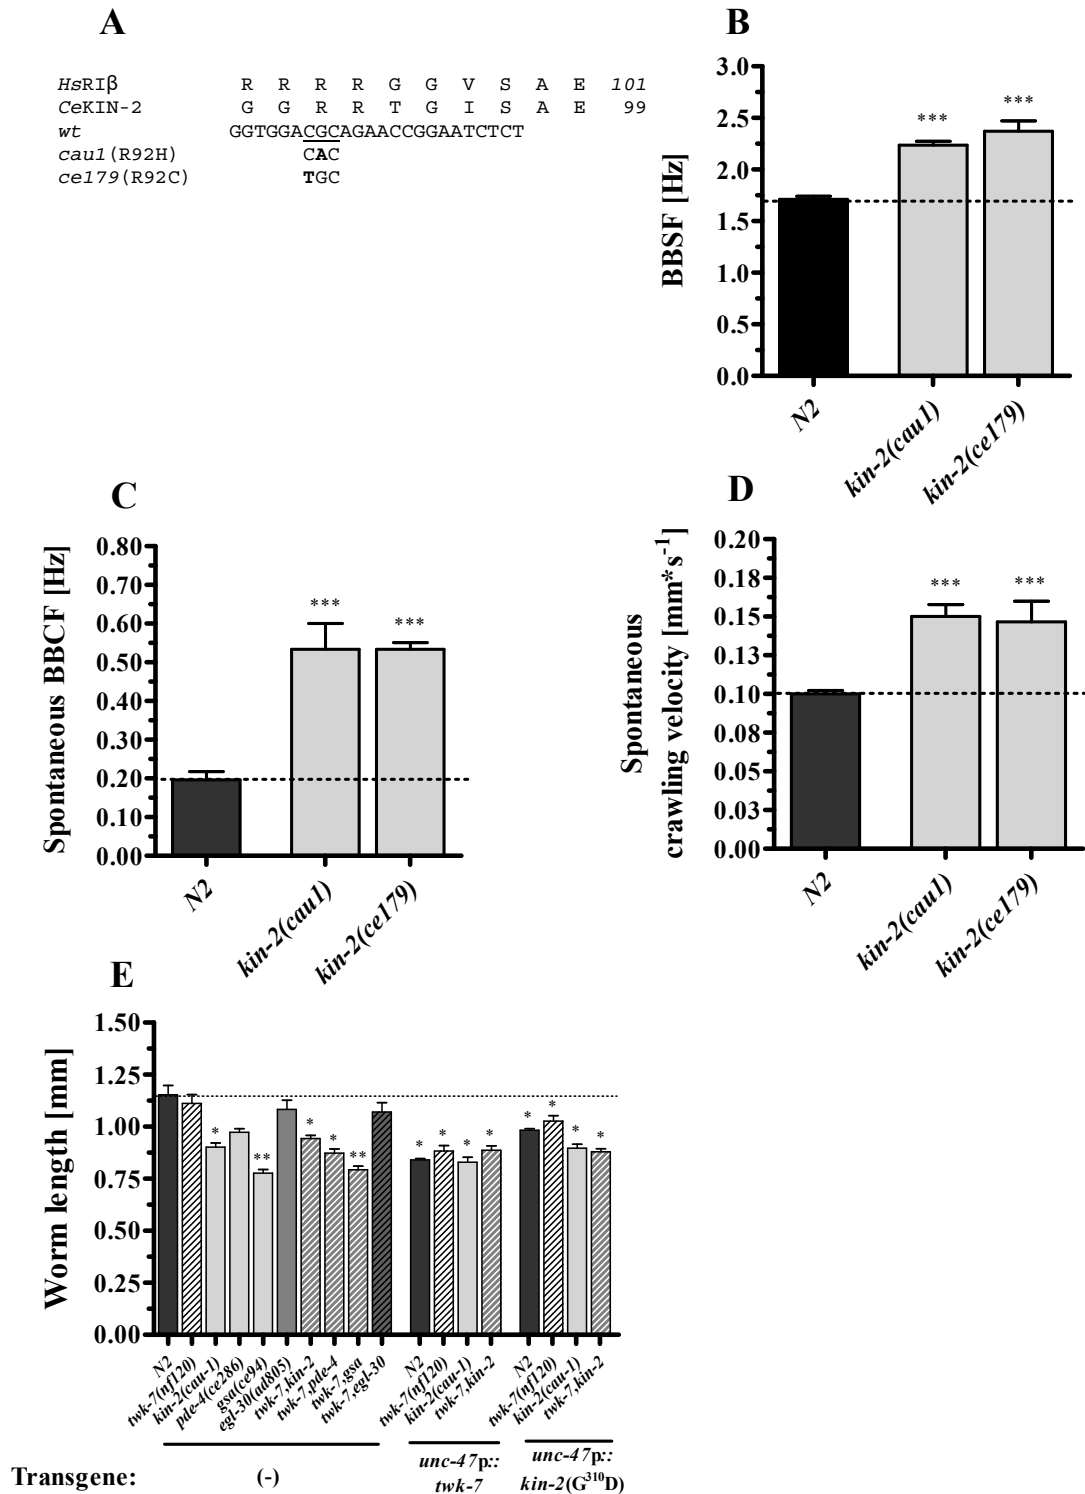 A
HsRIβ R R R R G G V S A E 101
CeKIN-2 G G R R T G I S A E 99
wt GGTGGACGCAGAACCGGAATCTCT
cau1(R92H) CAC
ce179(R92C) TGC
B
BBSF [Hz]
3.0
2.5
2.0
1.5
1.0
0.5
0.0
***
***
N2
kin-2(cau1)
kin-2(ce179)
C
Spontaneous BBCF [Hz]
0.80
0.70
0.60
0.50
0.40
0.30
0.20
0.10
0.00
***
***
N2
kin-2(cau1)
kin-2(ce179)
D
Spontaneous
crawling velocity [mm*s-1]
0.20
0.18
0.15
0.13
0.10
0.08
0.05
0.03
0.00
***
***
N2
kin-2(cau1)
kin-2(ce179)
E
Worm length [mm]
1.50
1.25
1.00
0.75
0.50
0.25
0.00
* ** * * ** * * * * * * * *
N2
twk-7(nf120)
kin-2(cau-1)
pde-4(ce286)
gsa(ce94)
egl-30(ad805)
twk-7,kin-2
twk-7,pde-4
twk-7,gsa
twk-7,egl-30
N2
twk-7(nf120)
kin-2(cau-1)
twk-7,kin-2
N2
twk-7(nf120)
kin-2(cau-1)
twk-7,kin-2
Transgene:
(-)
unc-47p::
twk-7
unc-47p::
kin-2(G310D)